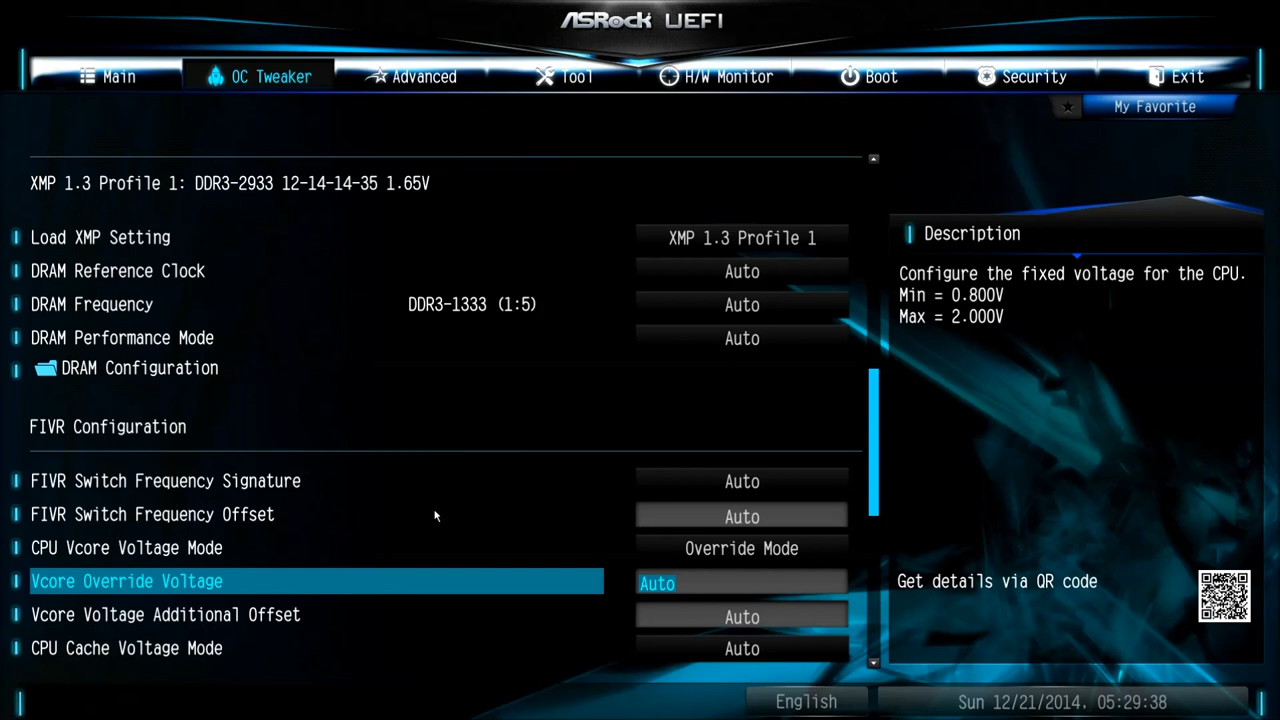 ASRock UEFI
Main OC Tweaker Advanced Tool H/W Monitor Boot Security Exit
My Favorite
XMP 1.3 Profile 1: DDR3-2933 12-14-14-35 1.65V
Load XMP Setting XMP 1.3 Profile 1
DRAM Reference Clock Auto
DRAM Frequency DDR3-1333 (1:5) Auto
DRAM Performance Mode Auto
DRAM Configuration
FIVR Configuration
FIVR Switch Frequency Signature Auto
FIVR Switch Frequency Offset Auto
CPU Vcore Voltage Mode Override Mode
Vcore Override Voltage Auto
Vcore Voltage Additional Offset Auto
CPU Cache Voltage Mode Auto
Description
Configure the fixed voltage for the CPU.
Min = 0.800V
Max = 2.000V
Get details via QR code
English Sun 12/21/2014. 05:29:38